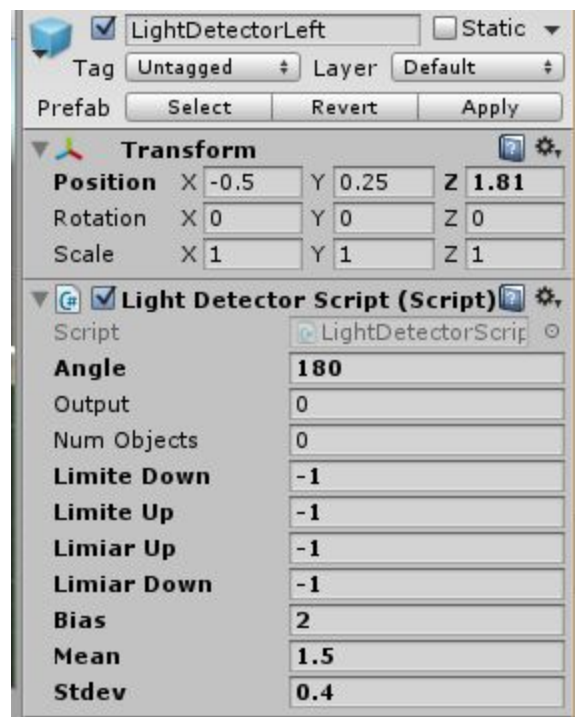 LightDetectorLeft Static
Tag Untagged Layer Default
Prefab Select Revert Apply
Transform
Position X -0.5 Y 0.25 Z 1.81
Rotation X 0 Y 0 Z 0
Scale X 1 Y 1 Z 1
Light Detector Script (Script)
Script LightDetectorScrip
Angle 180
Output 0
Num Objects 0
Limite Down -1
Limite Up -1
Limiar Up -1
Limiar Down -1
Bias 2
Mean 1.5
Stdev 0.4